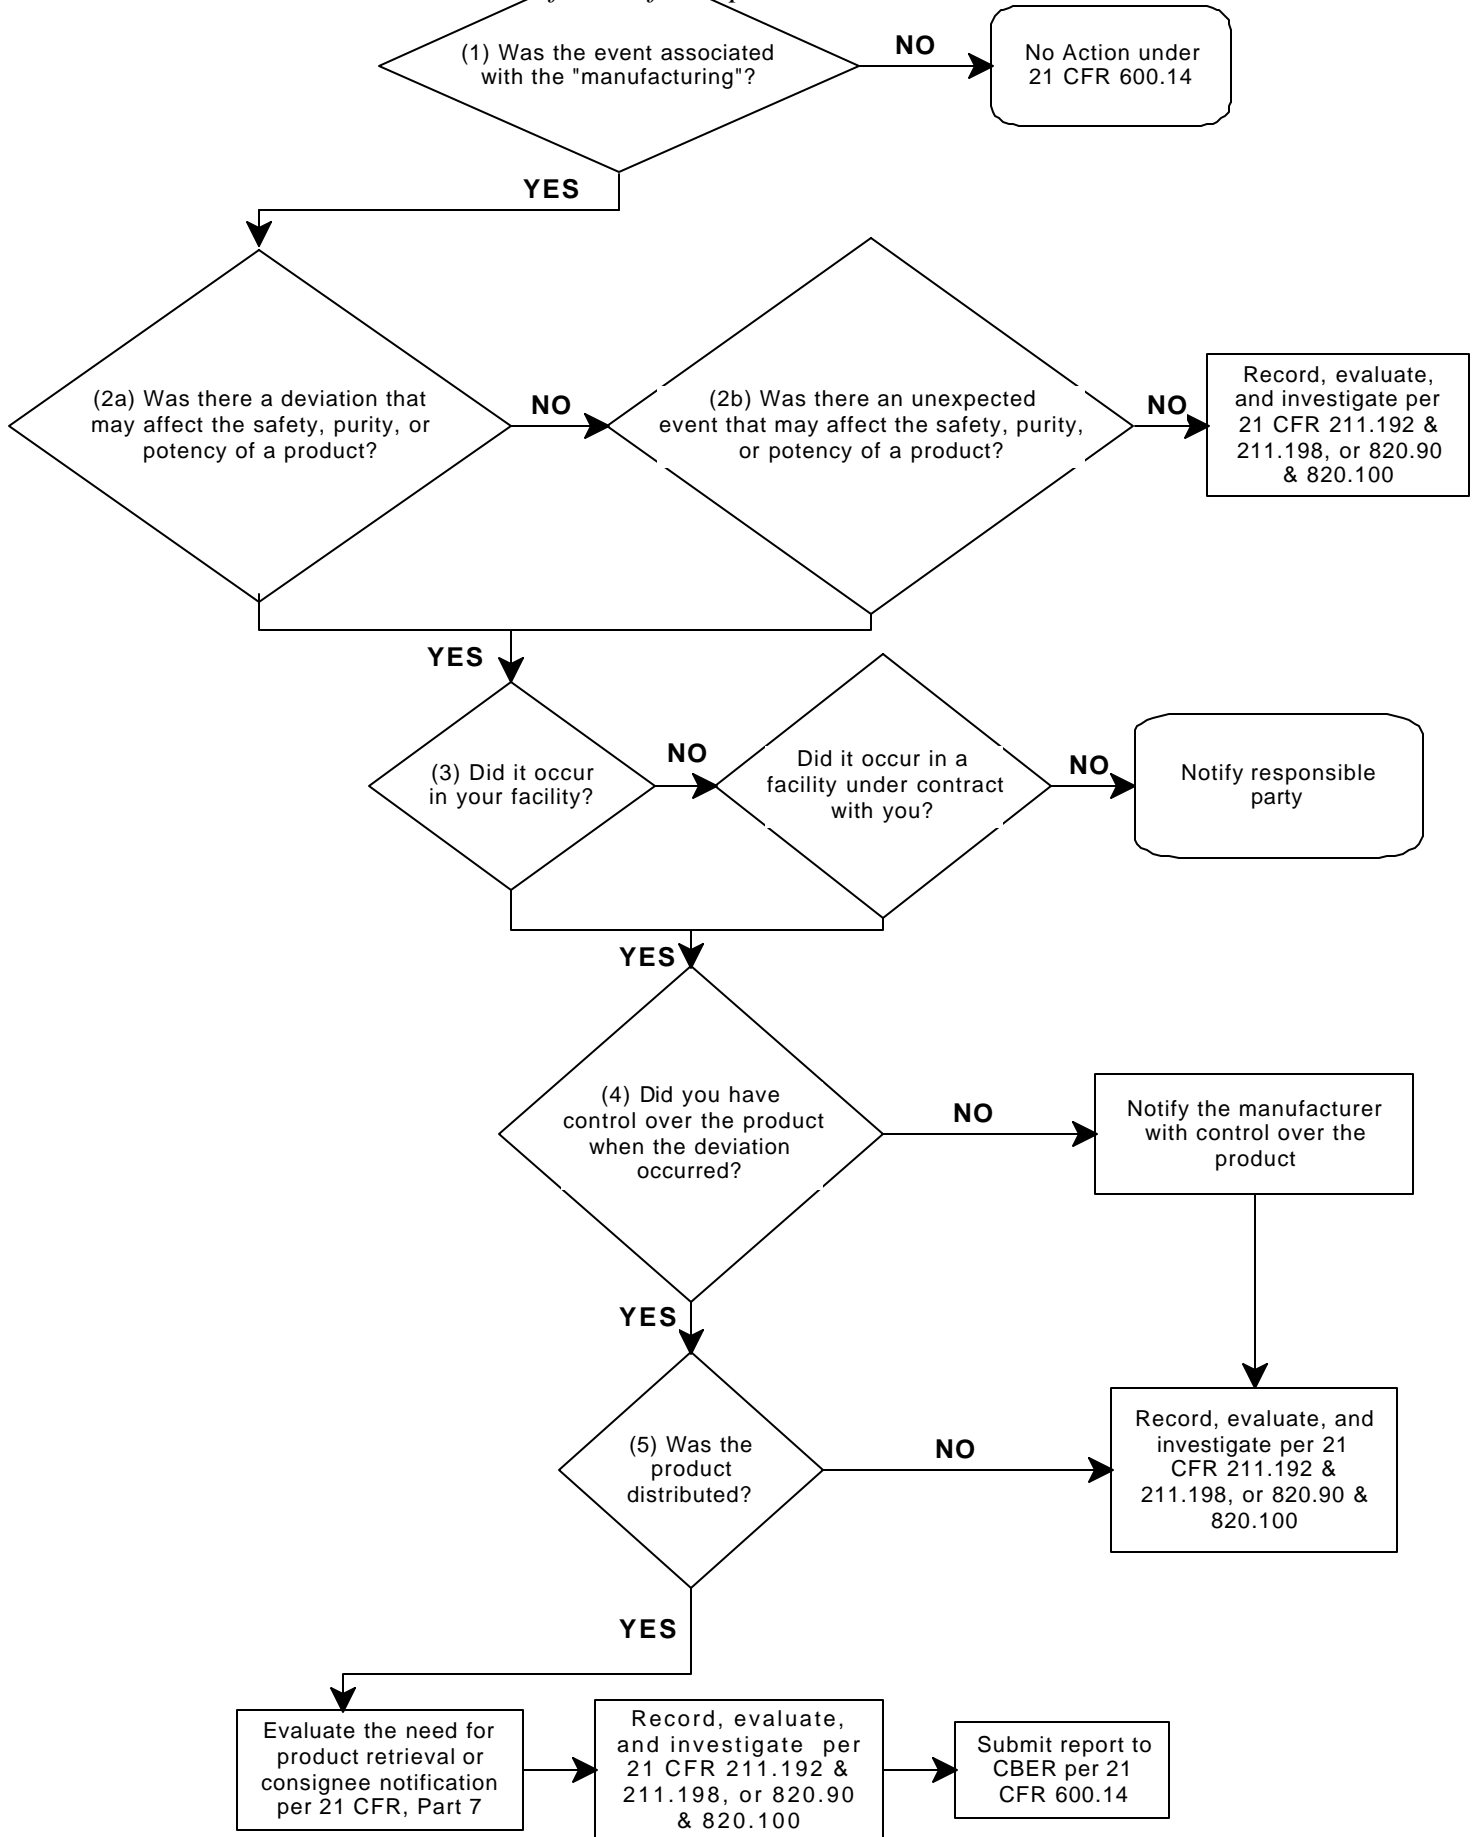 (1) Was the event associated
with the "manufacturing"?
NO
No Action under
21 CFR 600.14
YES
(2a) Was there a deviation that
may affect the safety, purity, or
potency of a product?
NO
(2b) Was there an unexpected
event that may affect the safety, purity,
or potency of a product?
NO
Record, evaluate,
and investigate per
21 CFR 211.192 &
211.198, or 820.90
& 820.100
YES
(3) Did it occur
in your facility?
NO
Did it occur in a
facility under contract
with you?
NO
Notify responsible
party
YES
(4) Did you have
control over the product
when the deviation
occurred?
NO
Notify the manufacturer
with control over the
product
YES
(5) Was the
product
distributed?
NO
Record, evaluate, and
investigate per 21
CFR 211.192 &
211.198, or 820.90 &
820.100
YES
Evaluate the need for
product retrieval or
consignee notification
per 21 CFR, Part 7
Record, evaluate,
and investigate per
21 CFR 211.192 &
211.198, or 820.90
& 820.100
Submit report to
CBER per 21
CFR 600.14